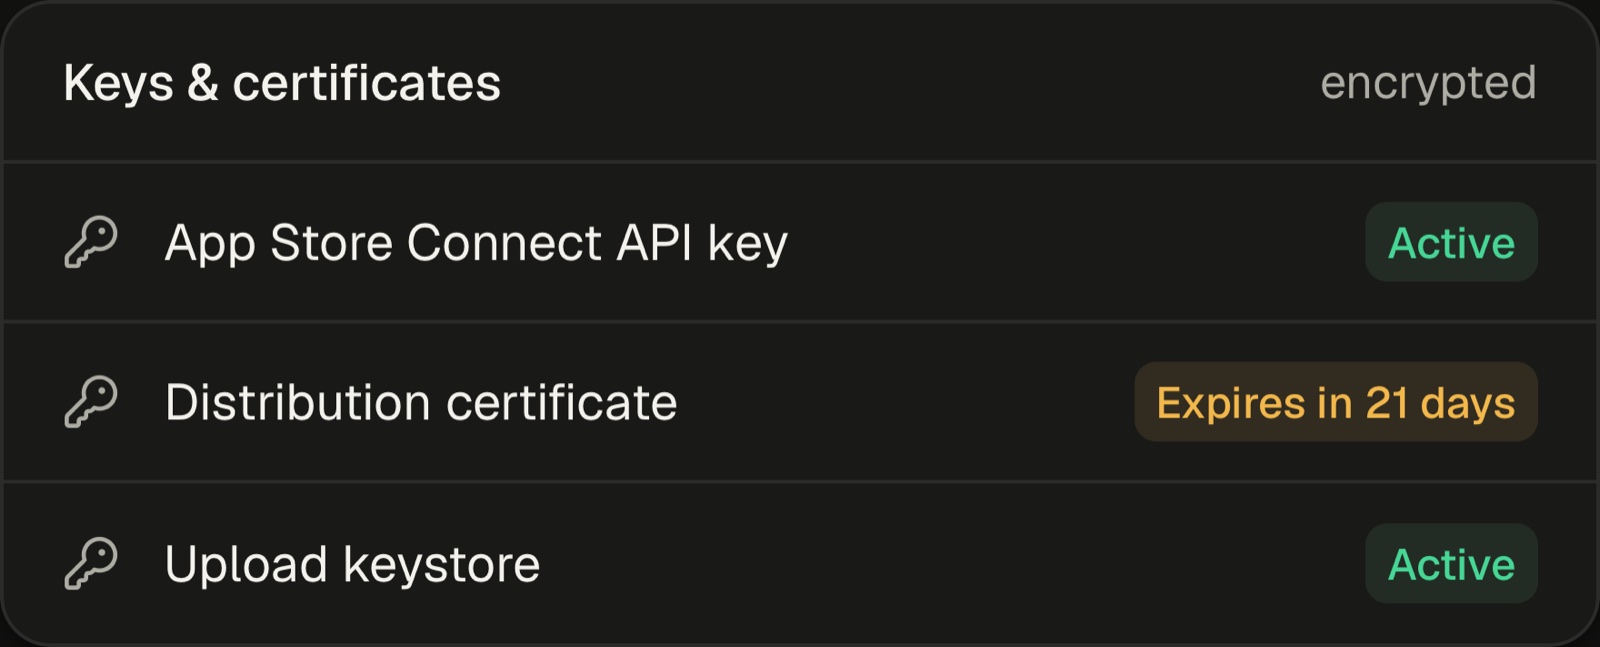 Keys & certificates
encrypted
App Store Connect API key
Active
Distribution certificate
Expires in 21 days
Upload keystore
Active